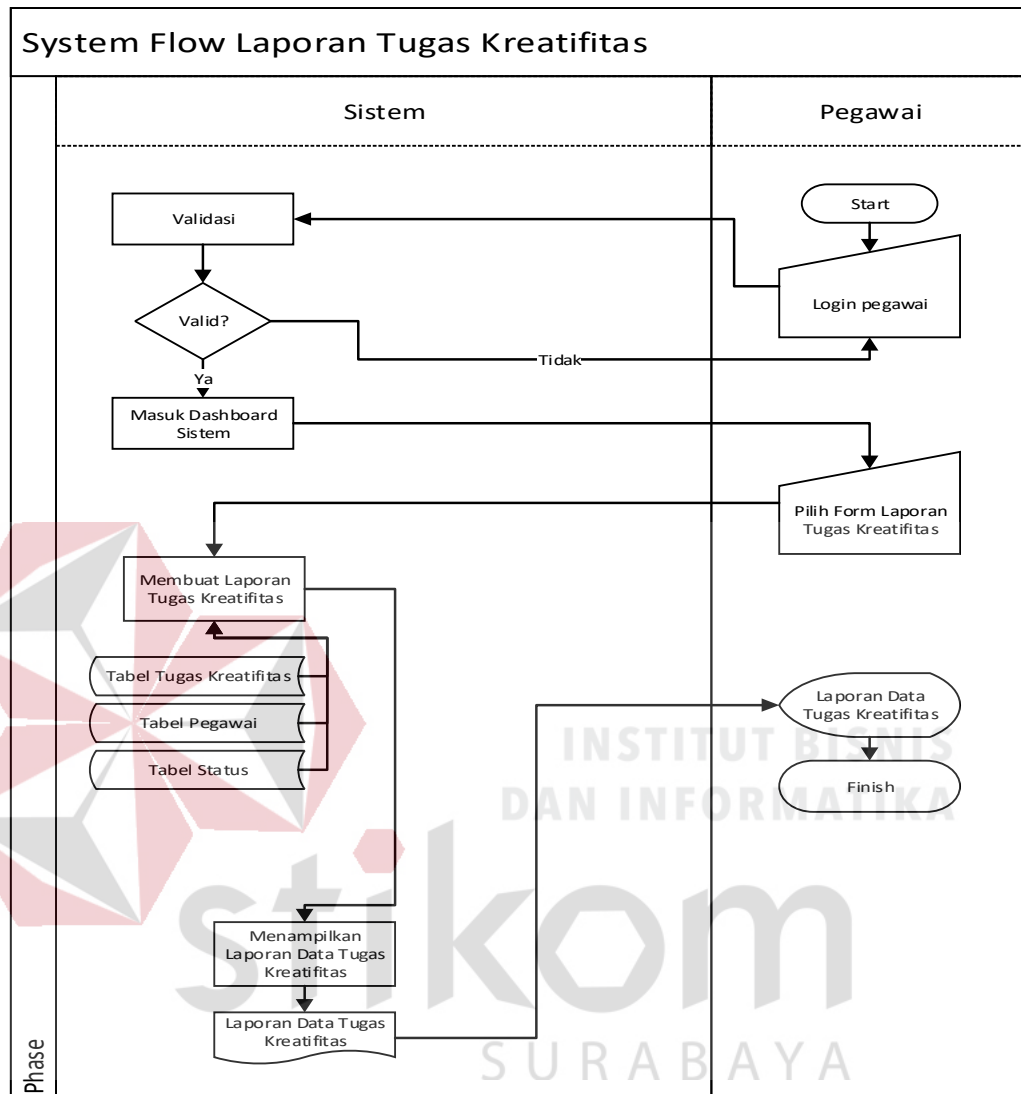 System Flow Laporan Tugas Kreatifitas
Sistem
Pegawai
Validasi
Start
Login pegawai
Valid?
Tidak
Ya
Masuk Dashboard
Sistem
Pilih Form Laporan
Tugas Kreatifitas
Membuat Laporan
Tugas Kreatifitas
Tabel Tugas Kreatifitas
Tabel Pegawai
Tabel Status
Laporan Data
Tugas Kreatifitas
Finish
INSTITUT BISNIS
DAN INFORMATIKA
stikom
SURABAYA
Menampilkan
Laporan Data Tugas
Kreatifitas
Laporan Data Tugas
Kreatifitas
Phase